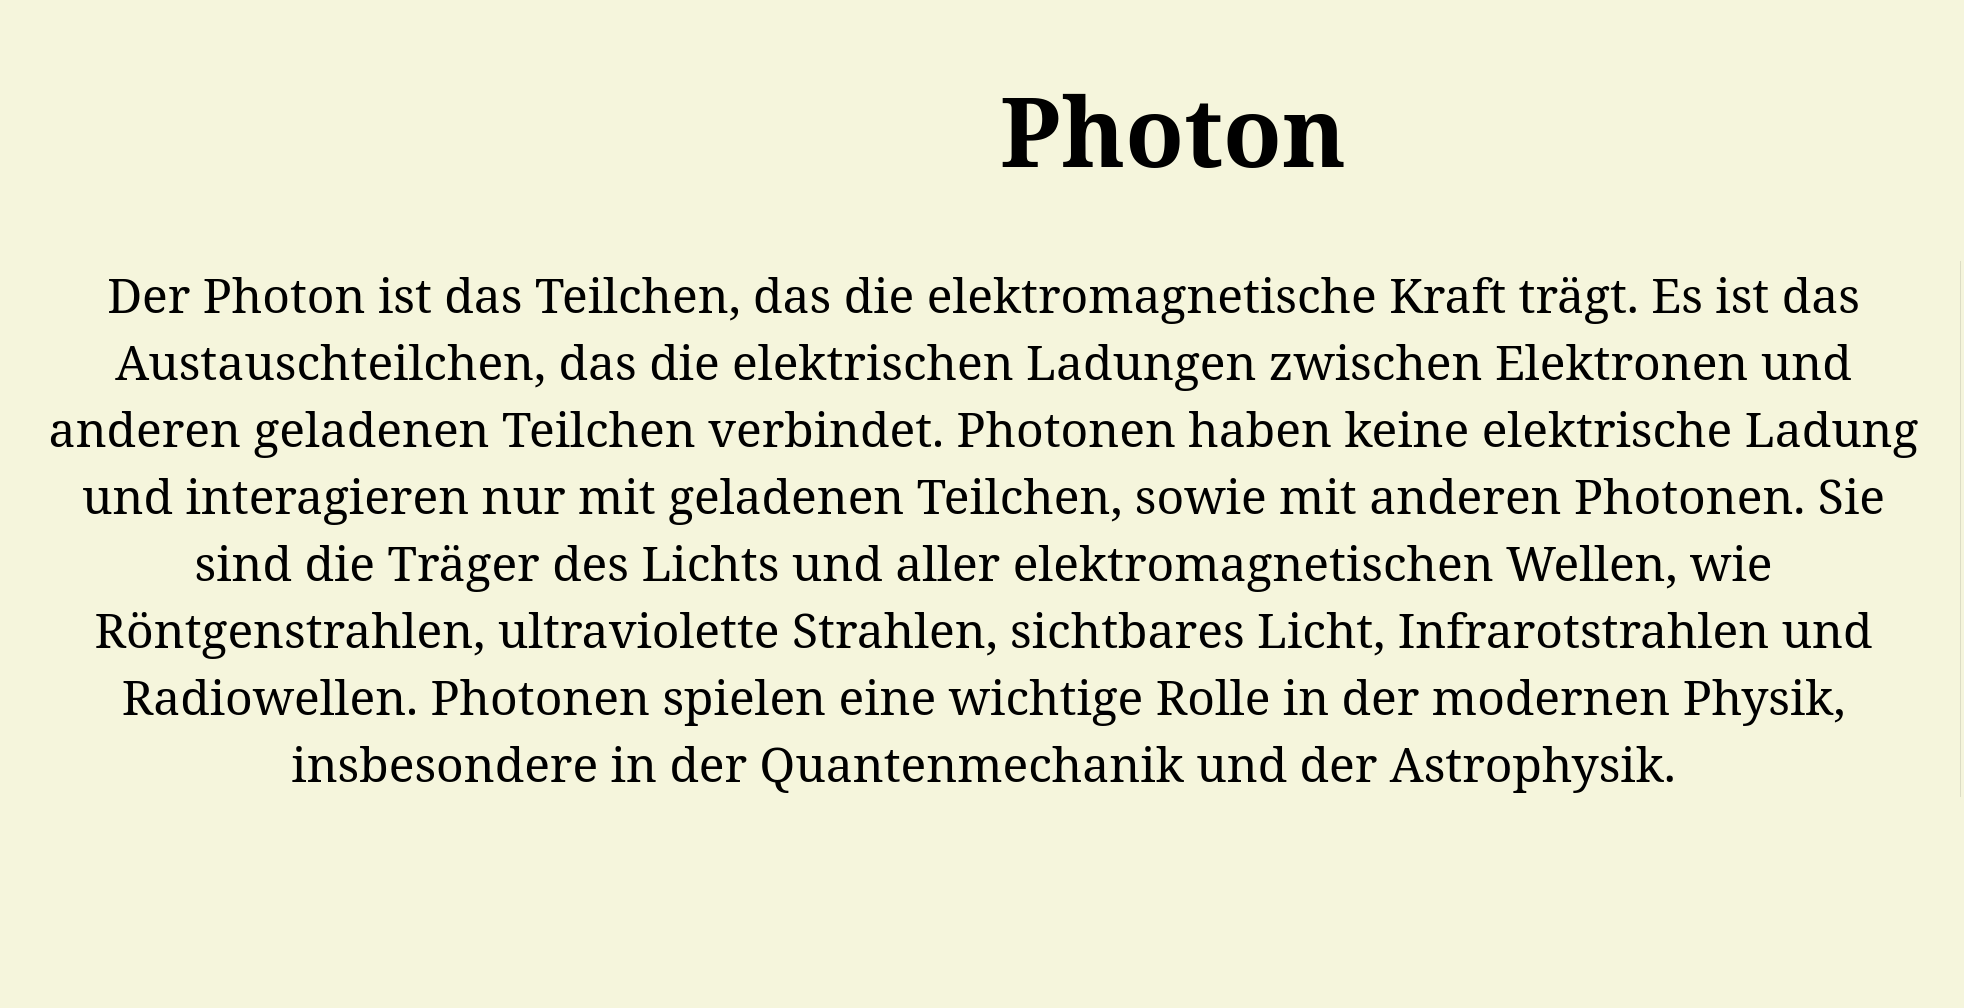 Photon
Der Photon ist das Teilchen, das die elektromagnetische Kraft trägt. Es ist das
Austauschteilchen, das die elektrischen Ladungen zwischen Elektronen und
anderen geladenen Teilchen verbindet. Photonen haben keine elektrische Ladung
und interagieren nur mit geladenen Teilchen, sowie mit anderen Photonen. Sie
sind die Träger des Lichts und aller elektromagnetischen Wellen, wie
Röntgenstrahlen, ultraviolette Strahlen, sichtbares Licht, Infrarotstrahlen und
Radiowellen. Photonen spielen eine wichtige Rolle in der modernen Physik,
insbesondere in der Quantenmechanik und der Astrophysik.